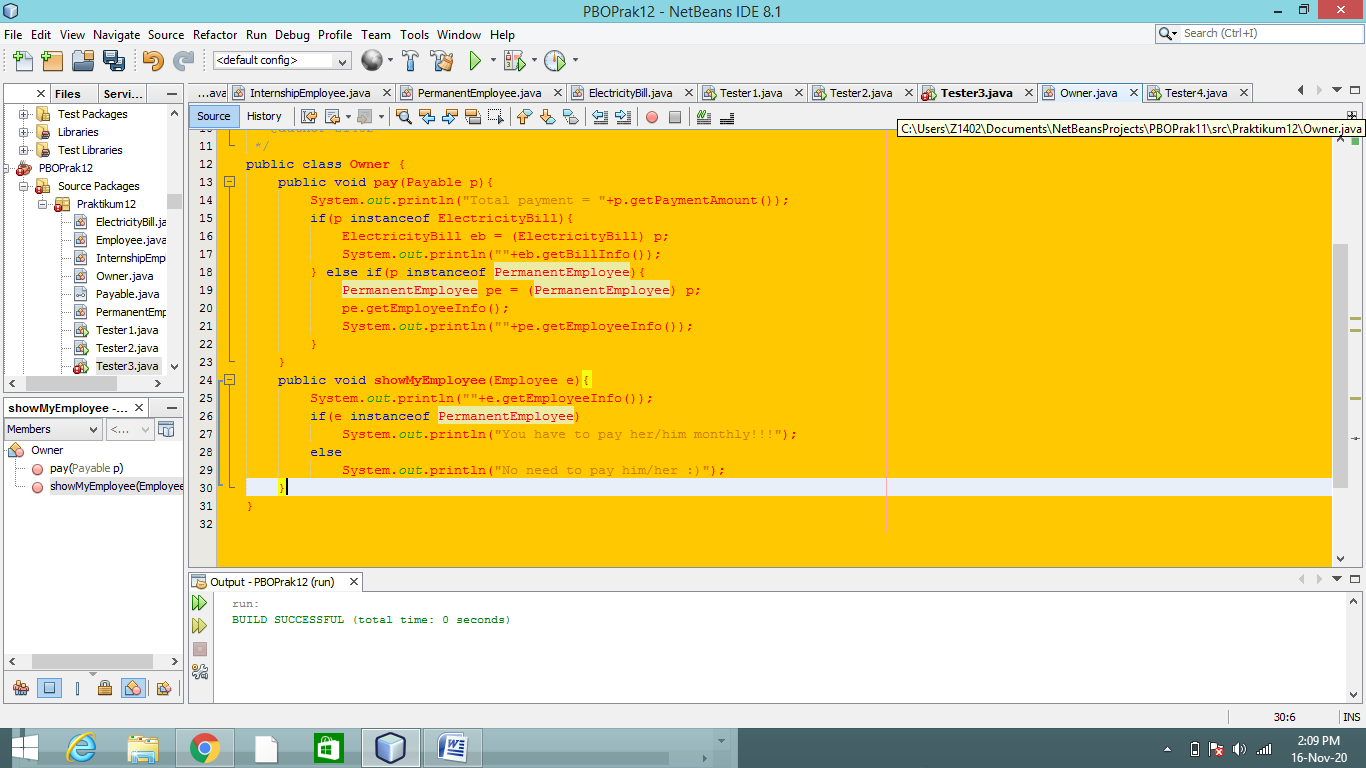 PBOPrak12 - NetBeans IDE 8.1
File Edit View Navigate Source Refactor Run Debug Profile Team Tools Window Help
Search (Ctrl+I)
<default config>
Files Servi...
...ava InternshipEmployee.java PermanentEmployee.java ElectricityBill.java Tester1.java Tester2.java Tester3.java Owner.java Tester4.java
Source History
C:\Users\Z1402\Documents\NetBeansProjects\PBOPrak11\src\Praktikum12\Owner.java
Test Packages
Libraries
Test Libraries
PBOPrak12
Source Packages
Praktikum12
ElectricityBill.ja
Employee.java
InternshipEmpl
Owner.java
Payable.java
PermanentEmp
Tester1.java
Tester2.java
Tester3.java
11 */
12 public class Owner {
13 public void pay(Payable p){
14 System.out.println("Total payment = "+p.getPaymentAmount());
15 if(p instanceof ElectricityBill){
16 ElectricityBill eb = (ElectricityBill) p;
17 System.out.println(""+eb.getBillInfo());
18 } else if(p instanceof PermanentEmployee){
19 PermanentEmployee pe = (PermanentEmployee) p;
20 pe.getEmployeeInfo();
21 System.out.println(""+pe.getEmployeeInfo());
22 }
23 }
24 public void showMyEmployee(Employee e){
25 System.out.println(""+e.getEmployeeInfo());
26 if(e instanceof PermanentEmployee)
27 System.out.println("You have to pay her/him monthly!!!");
28 else
29 System.out.println("No need to pay him/her :)");
30 }
31 }
32
showMyEmployee -...
Members <...
Owner
pay(Payable p)
showMyEmployee(Employee
Output - PBOPrak12 (run)
run:
BUILD SUCCESSFUL (total time: 0 seconds)
30:6 INS
2:09 PM
16-Nov-20